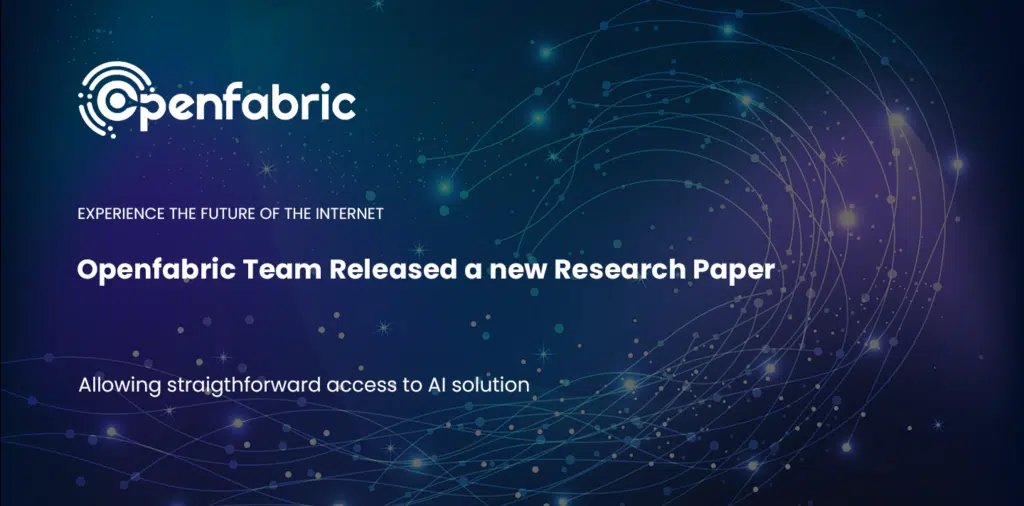 Openfabric
EXPERIENCE THE FUTURE OF THE INTERNET
Openfabric Team Released a new Research Paper
Allowing straigthforward access to AI solution